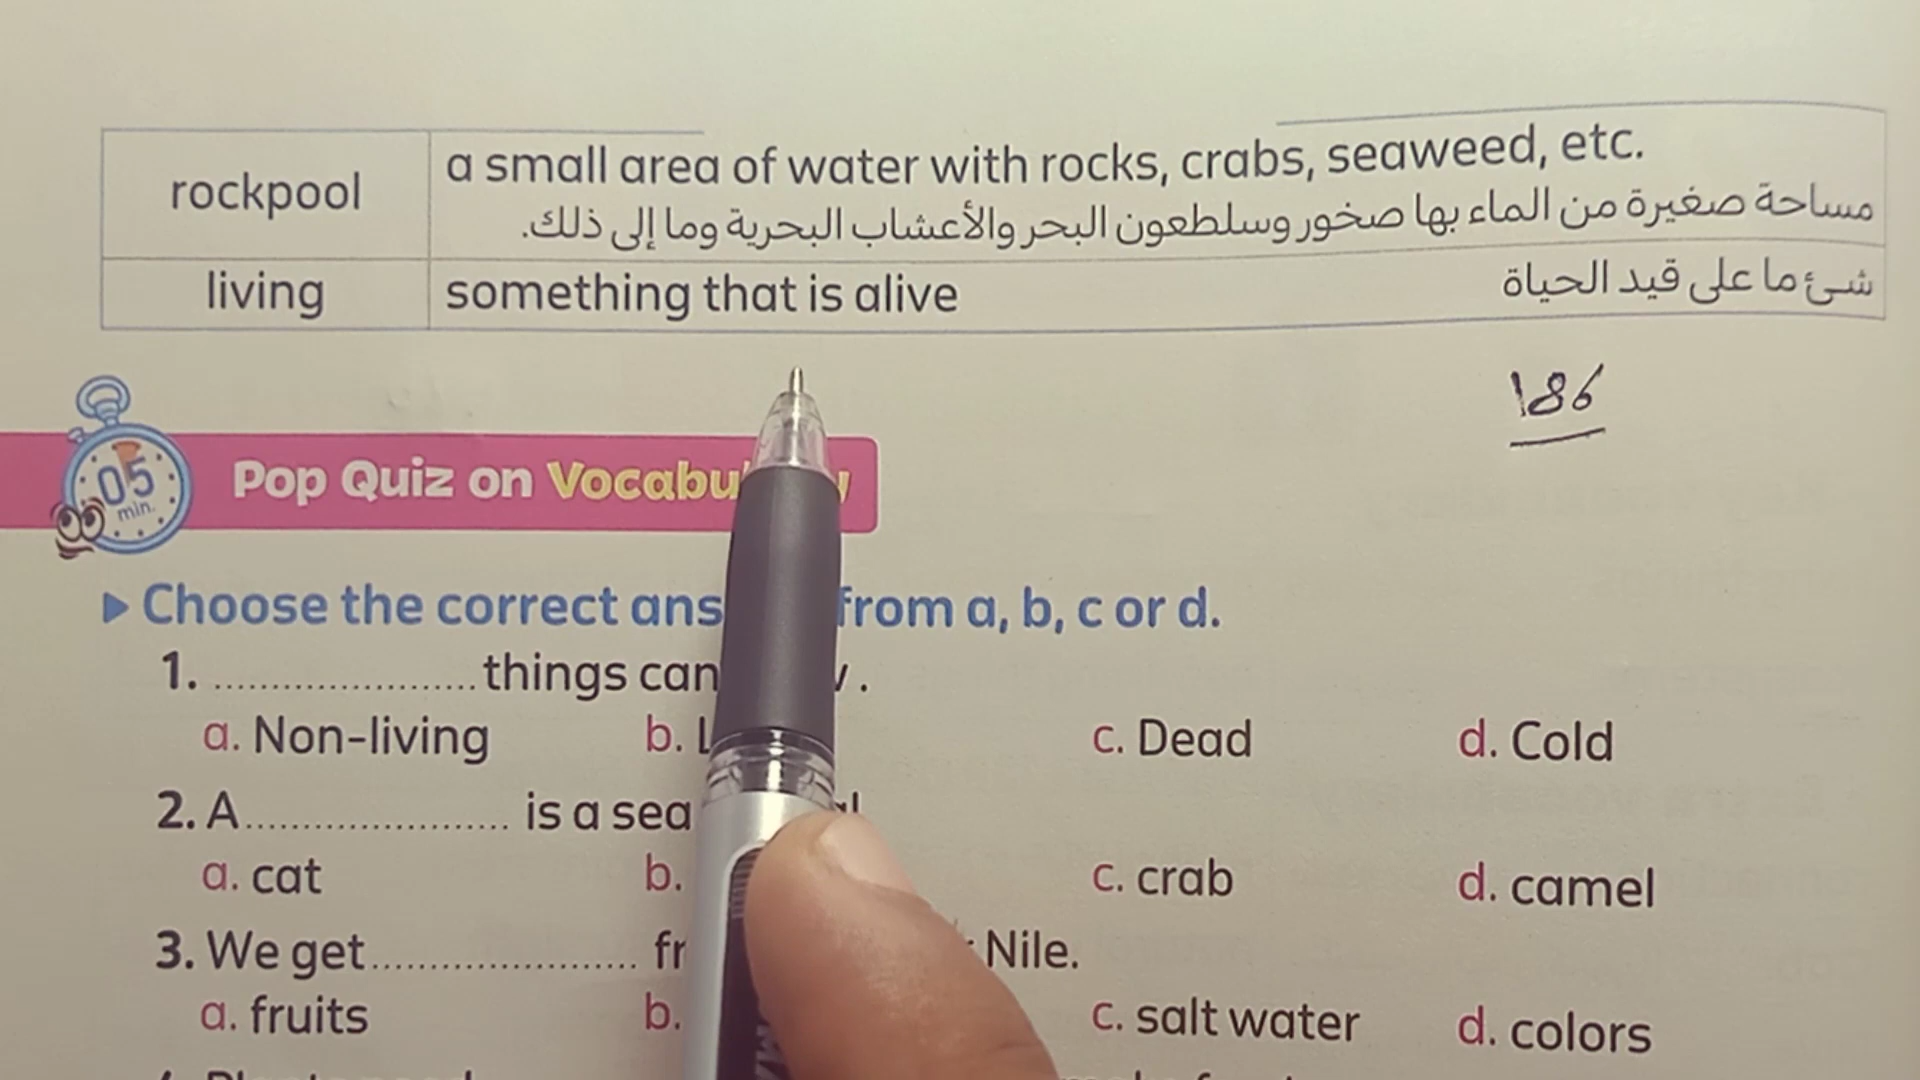 rockpool
a small area of water with rocks, crabs, seaweed, etc.
مساحة صغيرة من الماء بها صخور وسلطعون البحر والأعشاب البحرية وما إلى ذلك.
living
something that is alive
شئ ما على قيد الحياة
186
05 min.
Pop Quiz on
Choose the correct from a, b, c or d.
1. ...................... things can .
a. Non-living b. c. Dead d. Cold
2. A ...................... is a sea
a. cat b. c. crab d. camel
3. We get ...................... Nile.
a. fruits b. c. salt water d. colors